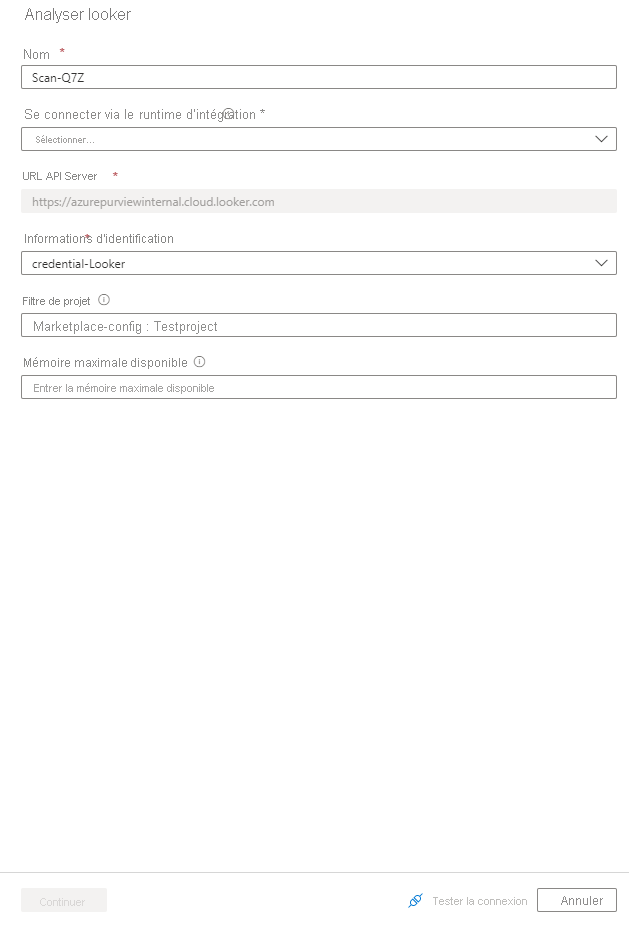 Analyser looker
Nom *
Scan-Q7Z
Se connecter via le runtime d'intégration *
Sélectionner...
URL API Server *
https://azurepurviewinternal.cloud.looker.com
Informations d'identification *
credential-Looker
Filtre de projet
Marketplace-config : Testproject
Mémoire maximale disponible
Entrer la mémoire maximale disponible
Continuer
Tester la connexion
Annuler